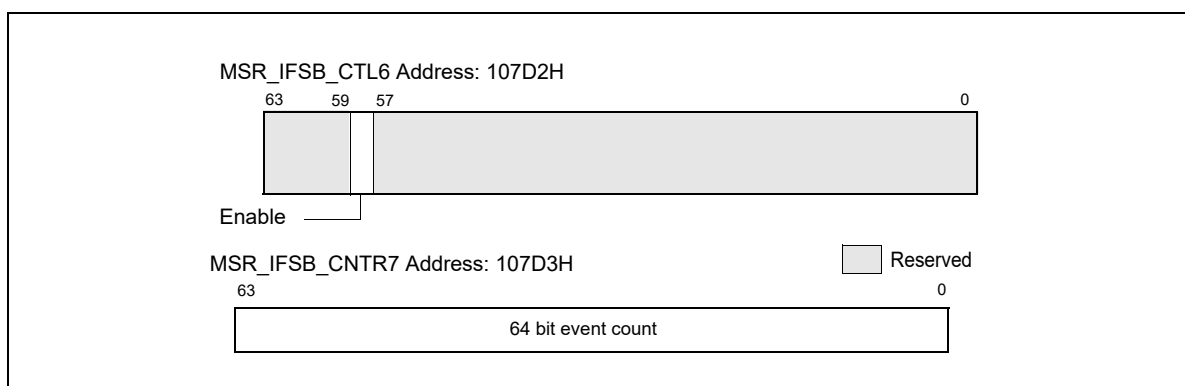 MSR_IFSB_CTL6 Address: 107D2H
63 59 57 0
Enable
MSR_IFSB_CNTR7 Address: 107D3H
Reserved
63 0
64 bit event count